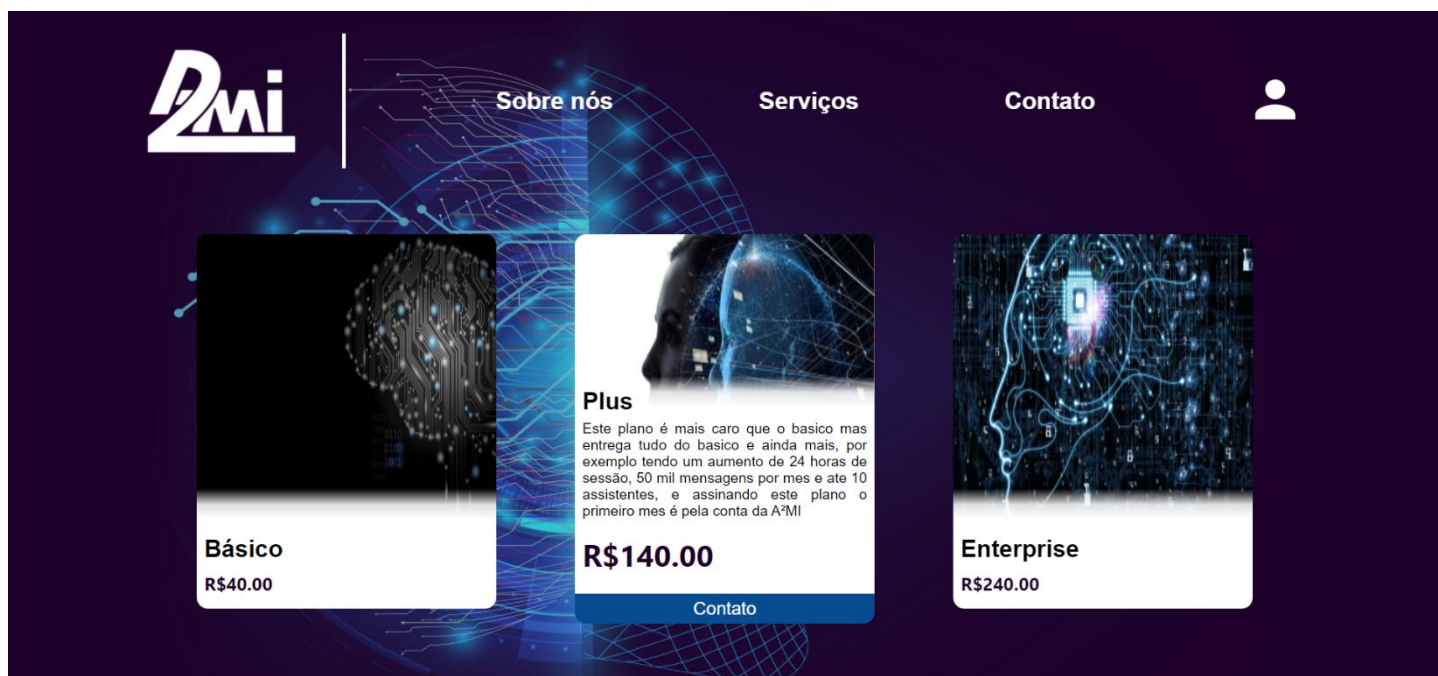 A2Mi
Sobre nós
Serviços
Contato
Básico
R$40.00
Plus
Este plano é mais caro que o basico mas
entrega tudo do basico e ainda mais, por
exemplo tendo um aumento de 24 horas de
sessão, 50 mil mensagens por mes e ate 10
assistentes, e assinando este plano o
primeiro mes é pela conta da A²MI
R$140.00
Contato
Enterprise
R$240.00